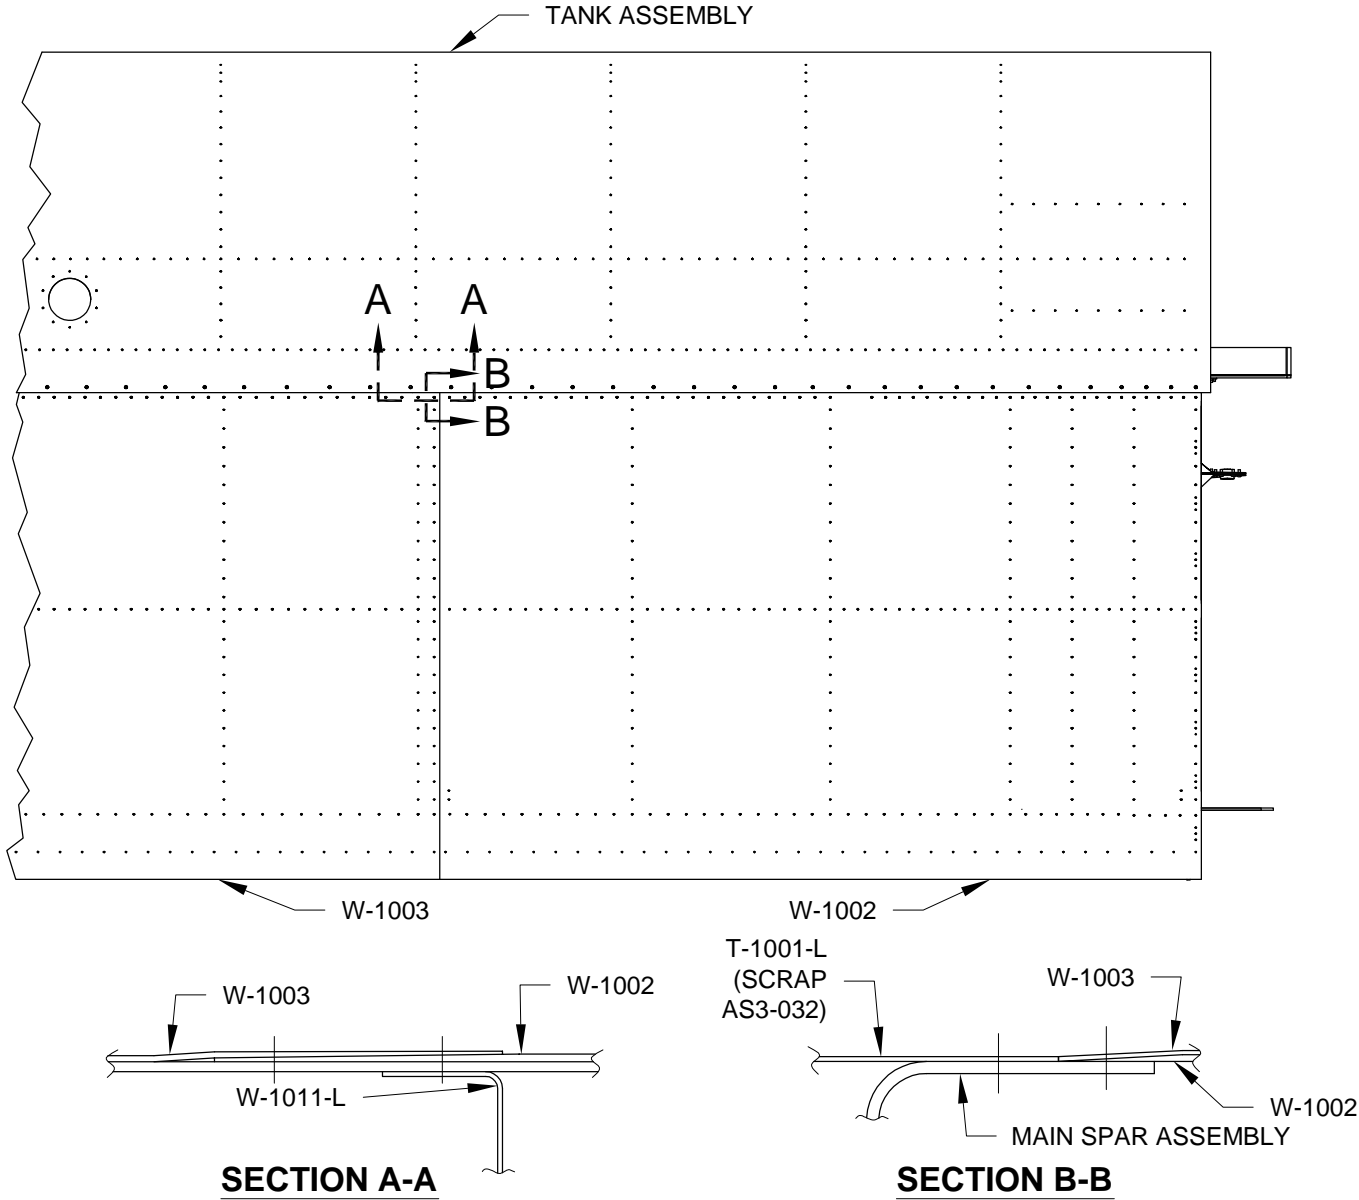 TANK ASSEMBLY
A
A
B
B
W-1003
W-1002
T-1001-L
(SCRAP
AS3-032)
W-1003
W-1002
W-1003
W-1011-L
W-1002
MAIN SPAR ASSEMBLY
SECTION A-A
SECTION B-B